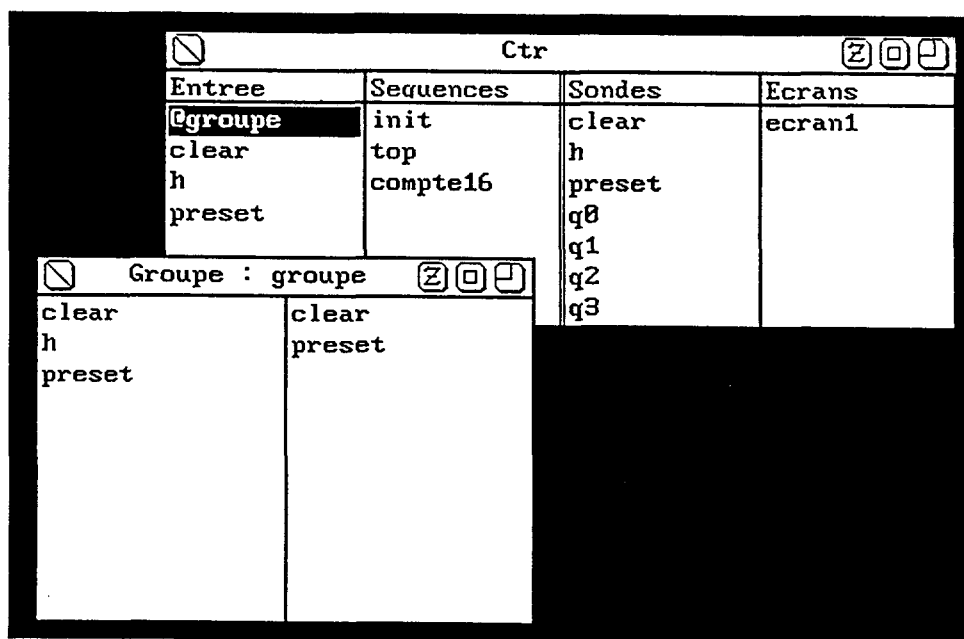 Ctr
Entree Sequences Sondes Ecrans
@groupe init clear ecran1
clear top h
h compte16 preset
preset q0
q1
Groupe : groupe q2
clear clear q3
h preset
preset